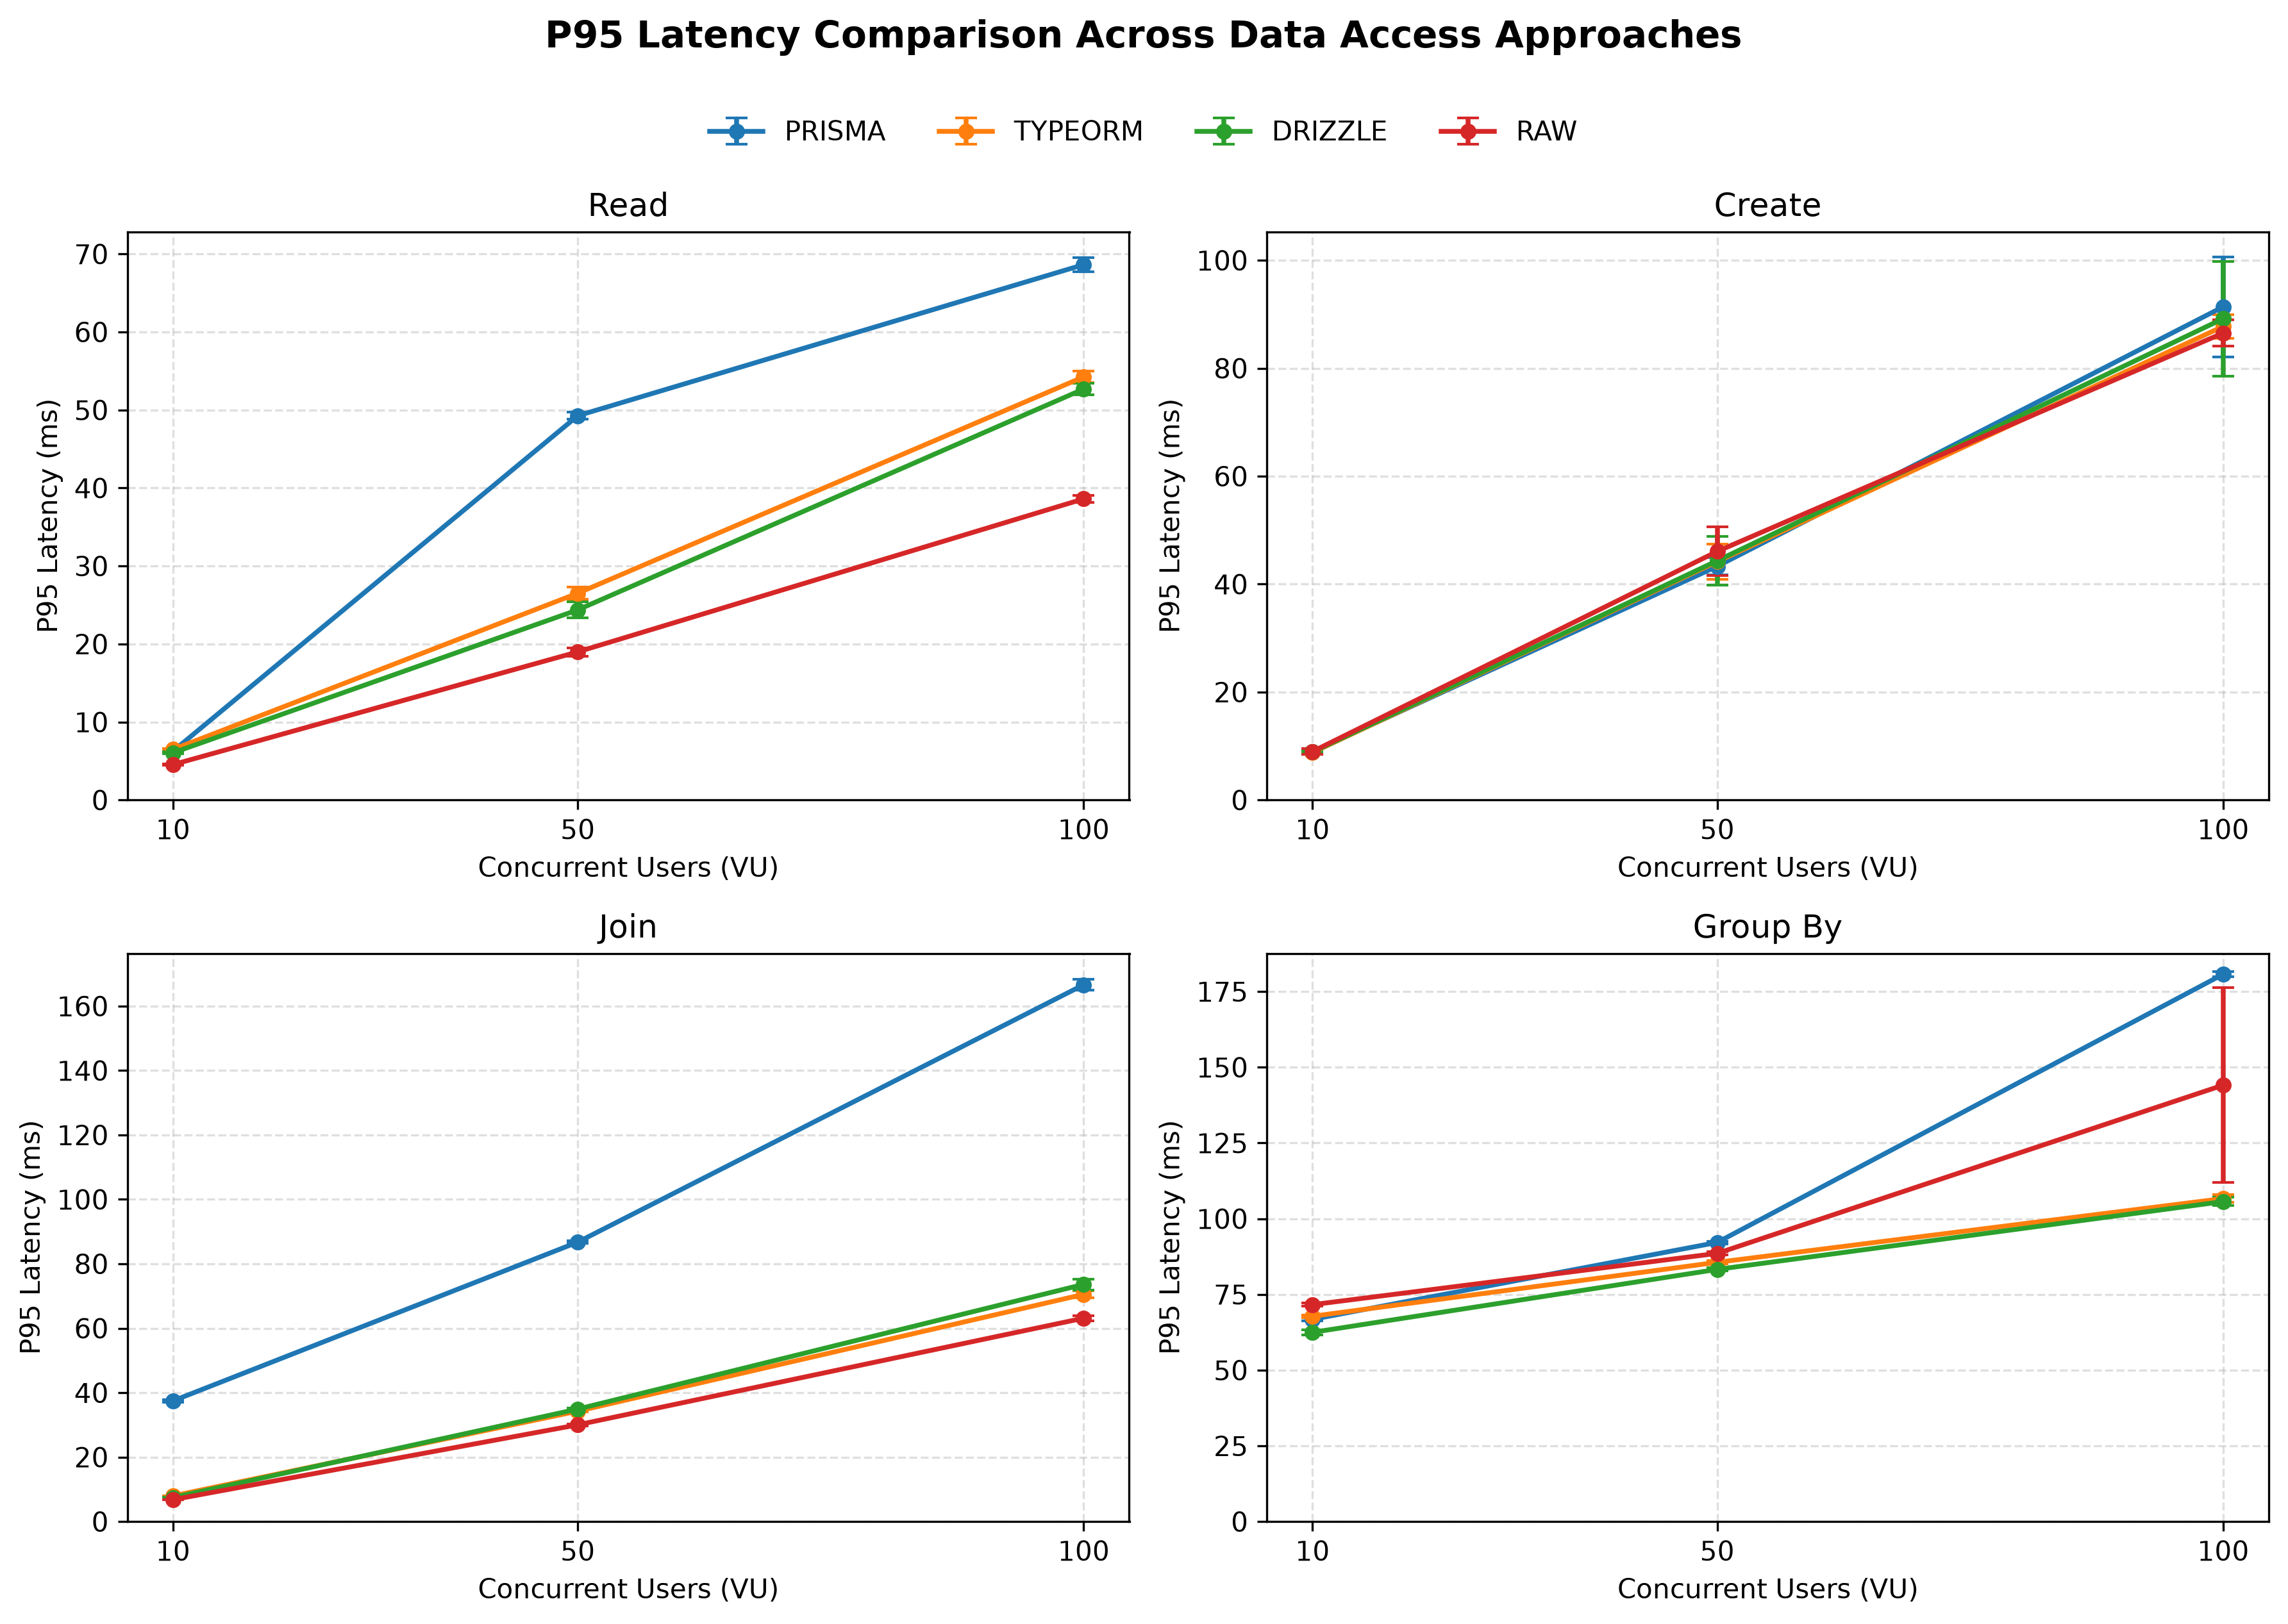 P95 Latency Comparison Across Data Access Approaches
PRISMA TYPEORM DRIZZLE RAW
Read
70
60
50
40
30
20
10
0
P95 Latency (ms)
10 50 100
Concurrent Users (VU)
Create
100
80
60
40
20
0
P95 Latency (ms)
10 50 100
Concurrent Users (VU)
Join
160
140
120
100
80
60
40
20
0
P95 Latency (ms)
10 50 100
Concurrent Users (VU)
Group By
175
150
125
100
75
50
25
0
P95 Latency (ms)
10 50 100
Concurrent Users (VU)